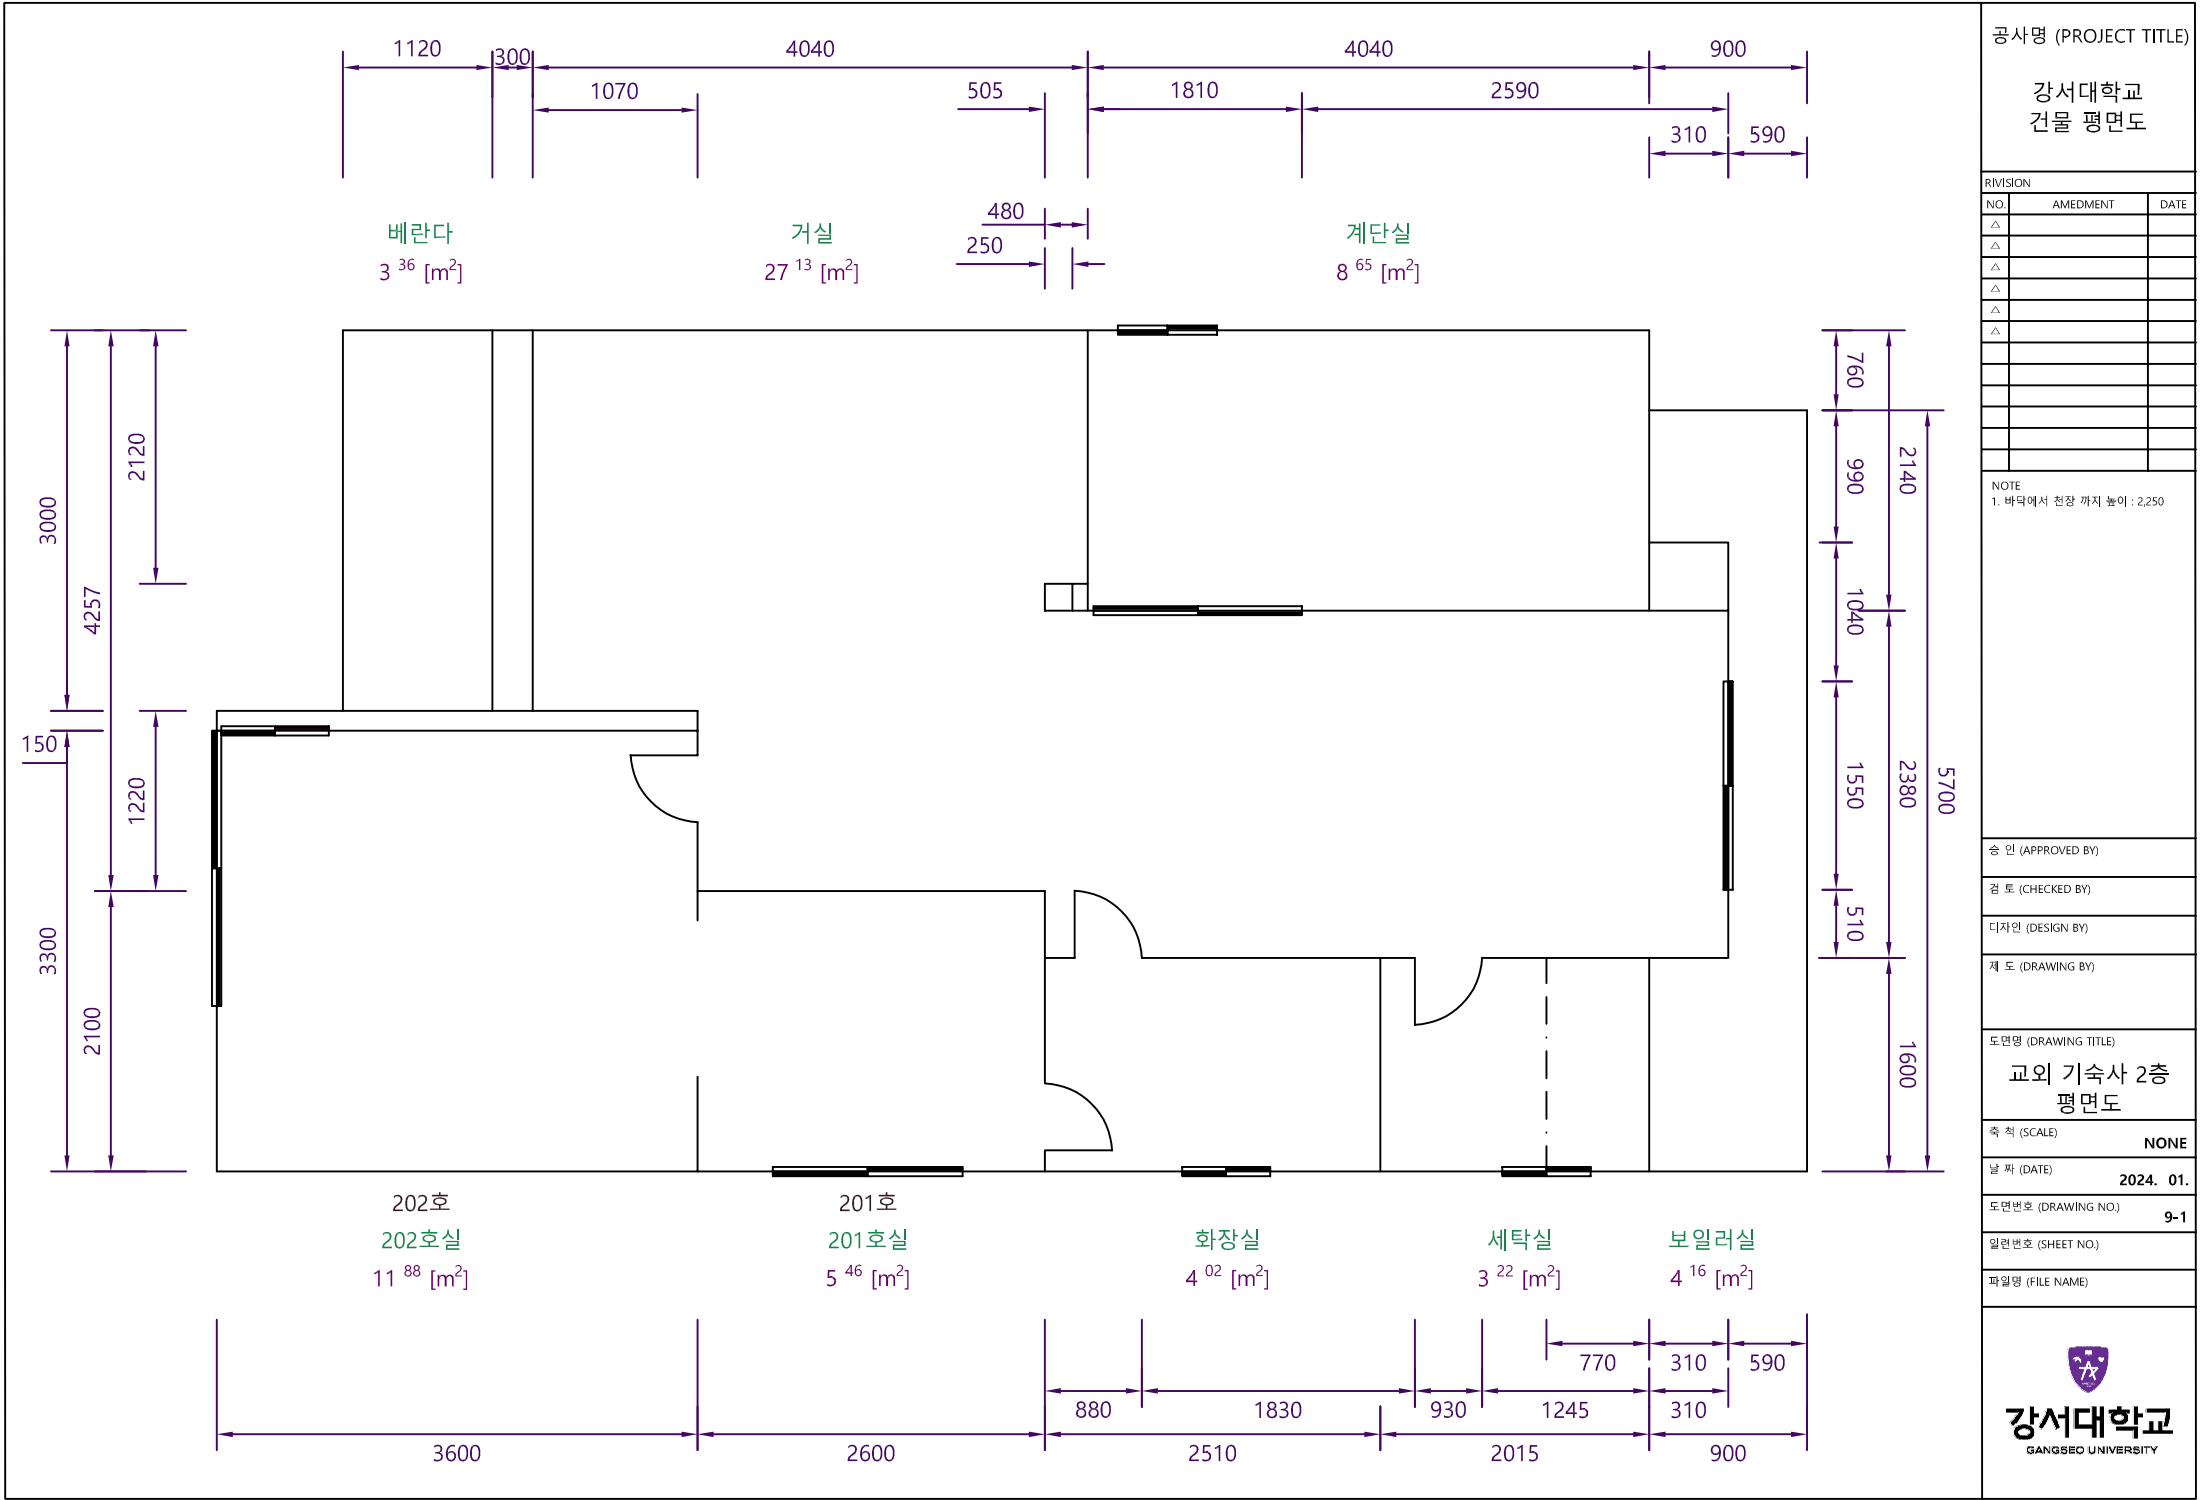 1120
300
4040
4040
900
1070
505
1810
2590
310
590
480
250
베란다
3 36 [m2]
거실
27 13 [m2]
계단실
8 65 [m2]
3000
4257
2120
150
1220
3300
2100
760
990
2140
1040
1550
2380
5700
510
1600
202호
202호실
11 88 [m2]
201호
201호실
5 46 [m2]
화장실
4 02 [m2]
세탁실
3 22 [m2]
보일러실
4 16 [m2]
770
310
590
880
1830
930
1245
310
3600
2600
2510
2015
900
공사명 (PROJECT TITLE)
강서대학교
건물 평면도
RIVISION
NO. AMEDMENT DATE
NOTE
1. 바닥에서 천장 까지 높이 : 2,250
승 인 (APPROVED BY)
검 토 (CHECKED BY)
디자인 (DESIGN BY)
제 도 (DRAWING BY)
도면명 (DRAWING TITLE)
교외 기숙사 2층
평면도
축 척 (SCALE)
NONE
날 짜 (DATE)
2024. 01.
도면번호 (DRAWING NO.)
9-1
일련번호 (SHEET NO.)
파일명 (FILE NAME)
강서대학교
GANGSEO UNIVERSITY